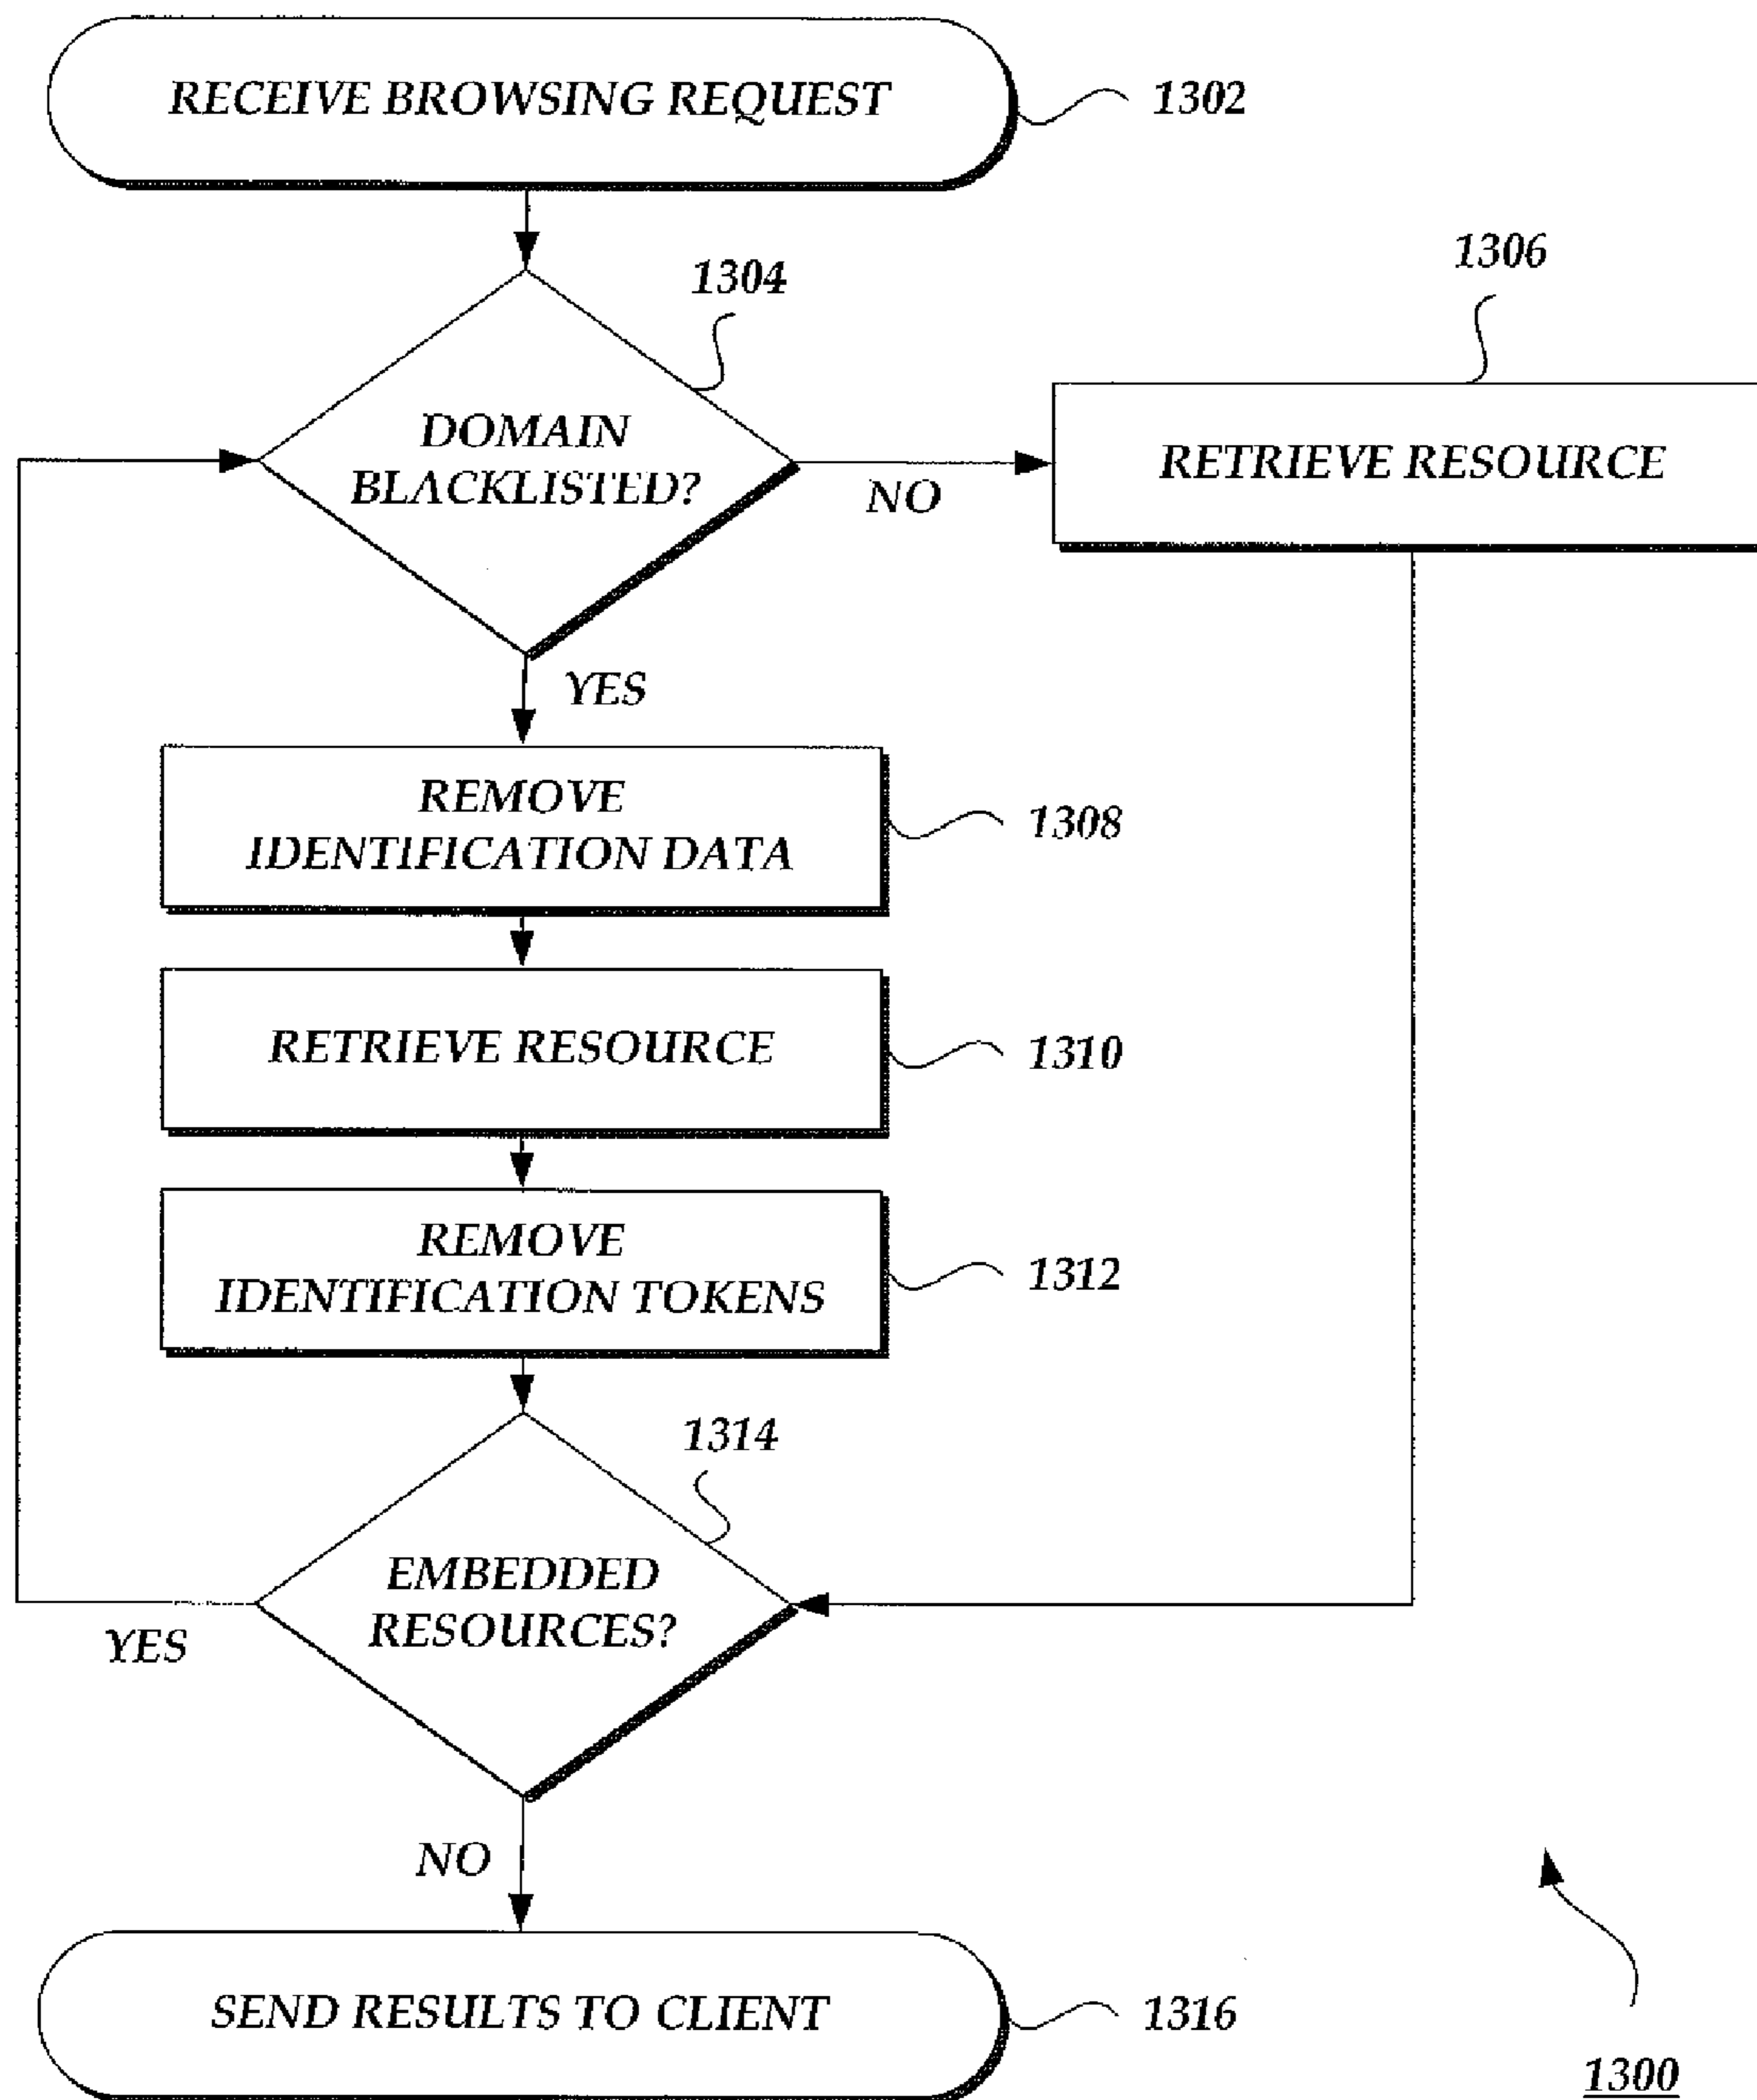 RECEIVE BROWSING REQUEST
1302
1304
1306
DOMAIN
BLACKLISTED?
NO
RETRIEVE RESOURCE
YES
REMOVE
IDENTIFICATION DATA
1308
RETRIEVE RESOURCE
1310
REMOVE
IDENTIFICATION TOKENS
1312
1314
EMBEDDED
RESOURCES?
YES
NO
SEND RESULTS TO CLIENT
1316
1300